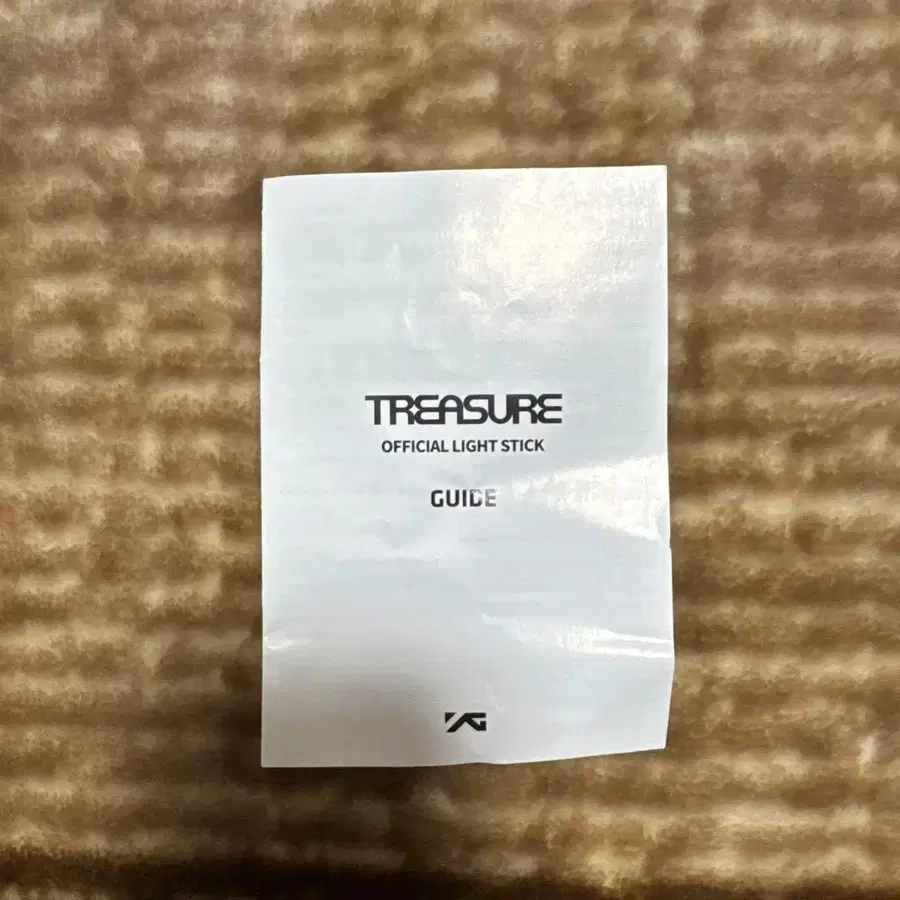 TREASURE
OFFICIAL LIGHT STICK
GUIDE
YG